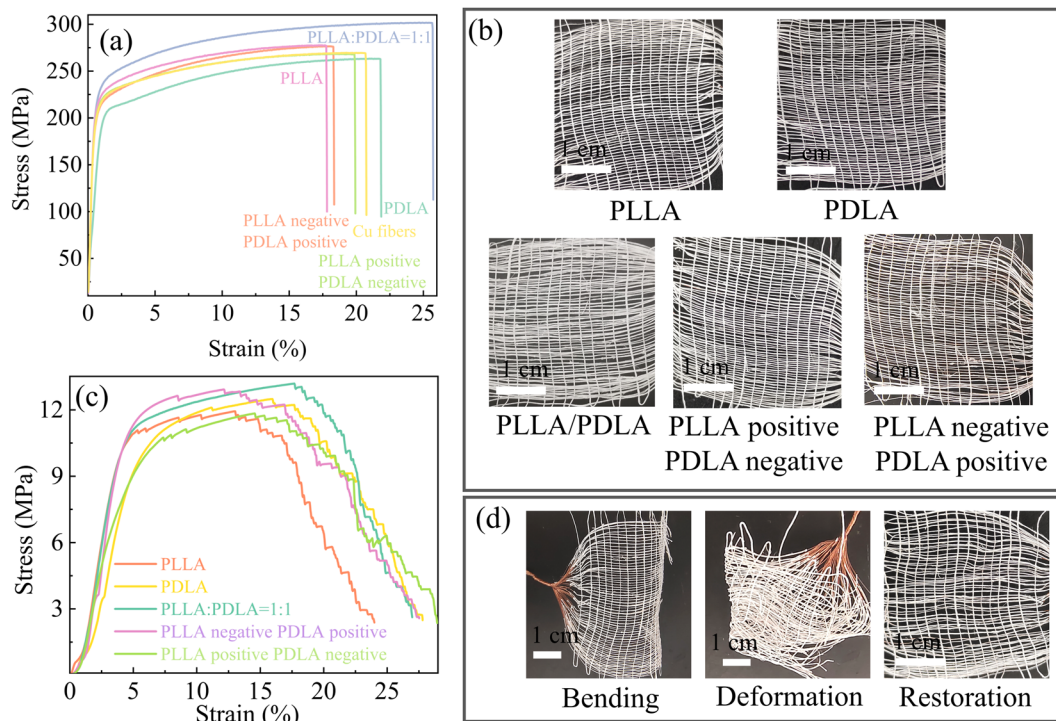 (a)
Stress (MPa)
300
250
200
150
100
50
0
5
10
15
20
25
Strain (%)
PLLA:PDLA=1:1
PLLA
PDLA
PLLA negative
PDLA positive
Cu fibers
PLLA positive
PDLA negative
(b)
1 cm
1 cm
PLLA
PDLA
1 cm
1 cm
1 cm
PLLA/PDLA
PLLA positive
PDLA negative
PLLA negative
PDLA positive
(c)
Stress (MPa)
12
9
6
3
0
5
10
15
20
25
Strain (%)
PLLA
PDLA
PLLA:PDLA=1:1
PLLA negative PDLA positive
PLLA positive PDLA negative
(d)
1 cm
1 cm
1 cm
Bending
Deformation
Restoration